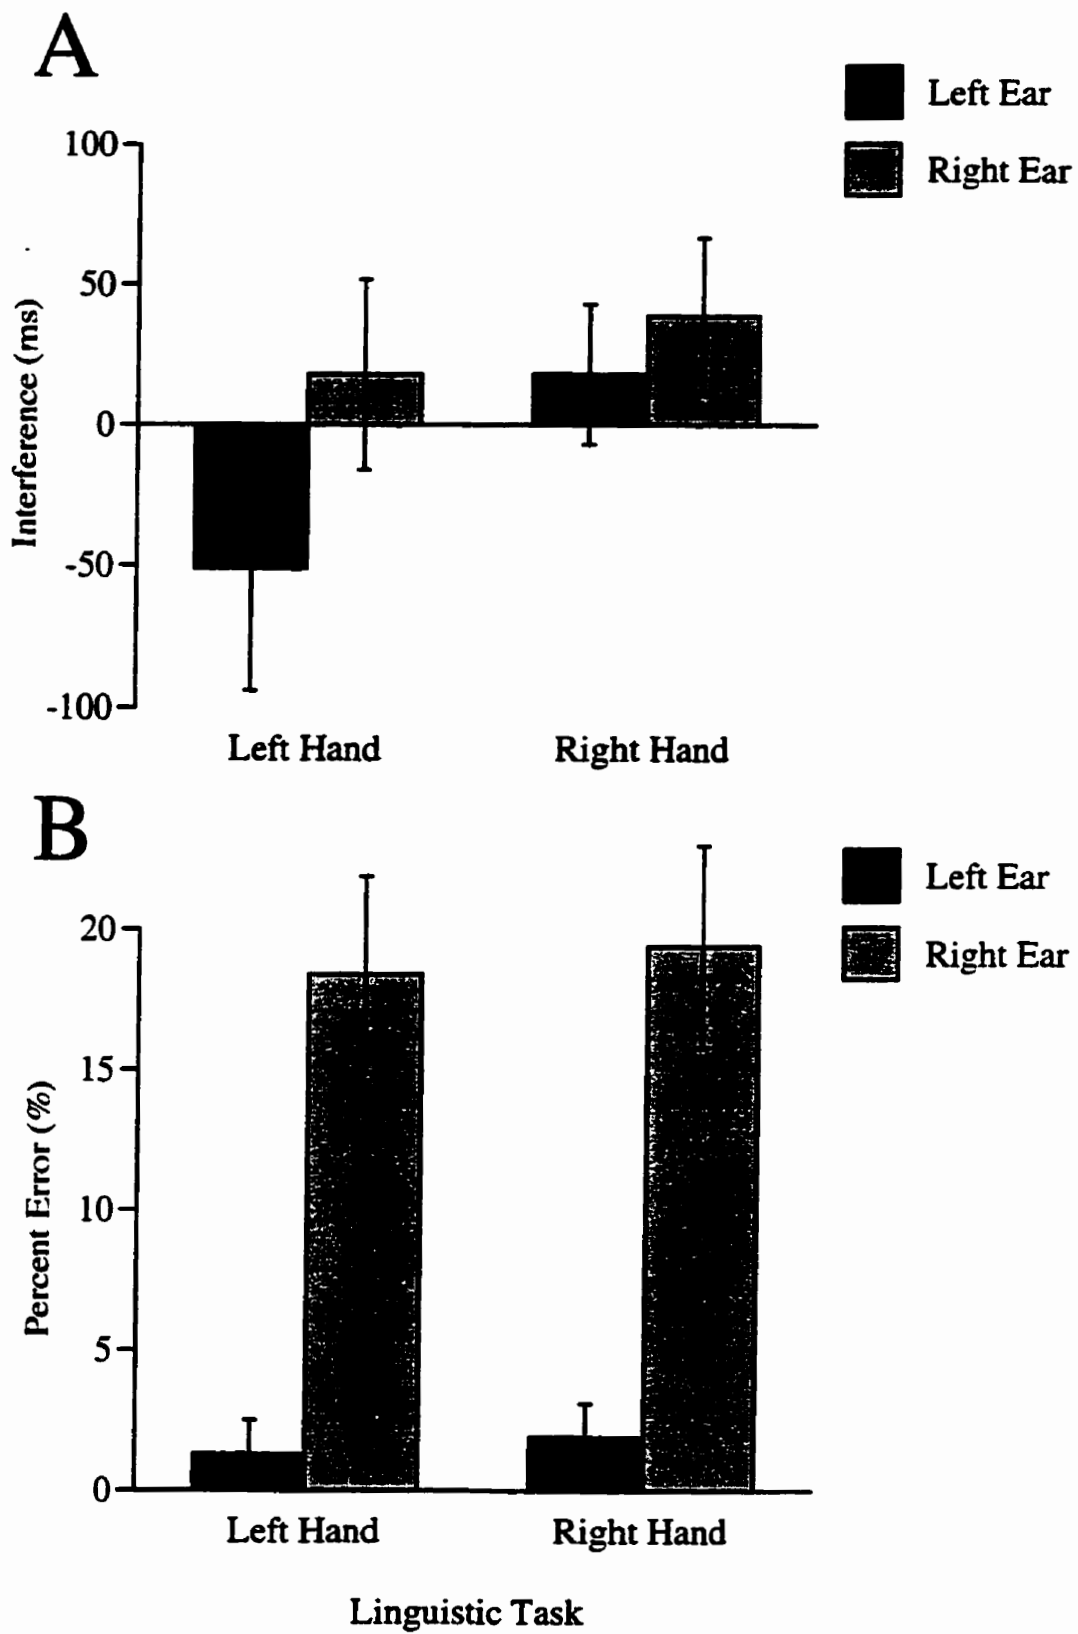 A
Left Ear
Right Ear
100
50
0
-50
-100
Interference (ms)
Left Hand
Right Hand
B
Left Ear
Right Ear
20
15
10
5
0
Percent Error (%)
Left Hand
Right Hand
Linguistic Task